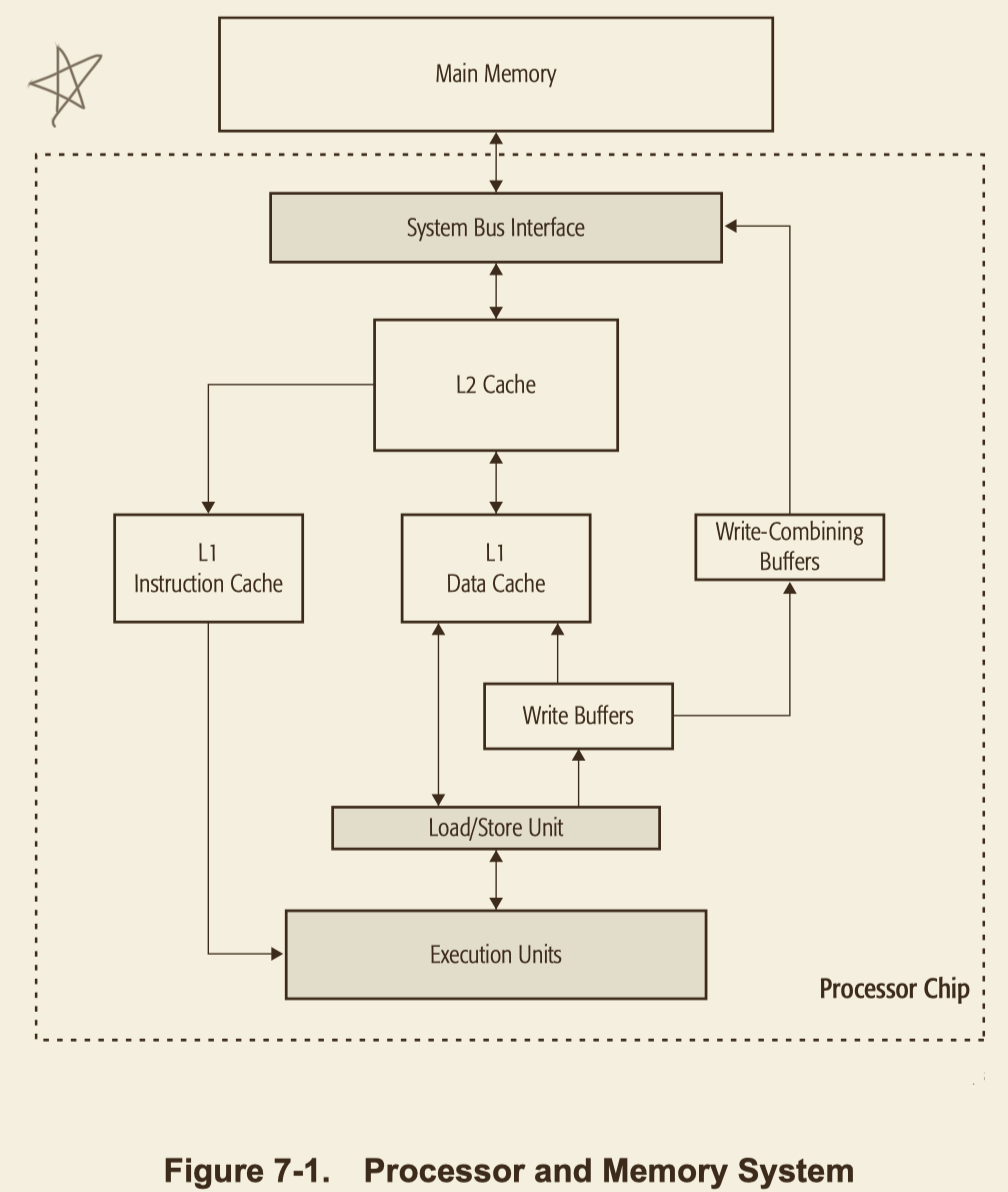 Main Memory
System Bus Interface
L2 Cache
L1
Instruction Cache
L1
Data Cache
Write-Combining
Buffers
Write Buffers
Load/Store Unit
Execution Units
Processor Chip
Figure 7-1. Processor and Memory System